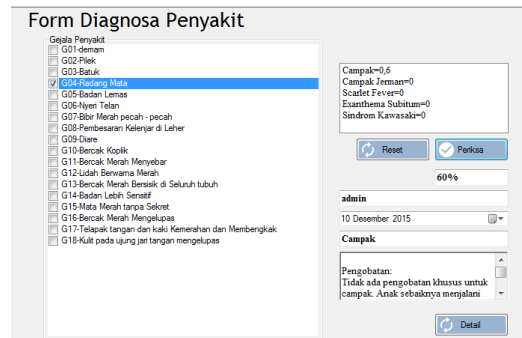 Form Diagnosa Penyakit
Gejala Penyakit
G01-demam
G02-Pilek
G03-Batuk
G04-Radang Mata
G05-Badan Lemas
G06-Nyeri Telan
G07-Bibir Merah pecah - pecah
G08-Pembesaran Kelenjar di Leher
G09-Diare
G10-Bercak Koplik
G11-Bercak Merah Menyebar
G12-Lidah Berwarna Merah
G13-Bercak Merah Bersisik di Seluruh tubuh
G14-Badan Lebih Sensitif
G15-Mata Merah tanpa Sekret
G16-Bercak Merah Mengelupas
G17-Telapak tangan dan kaki Kemerahan dan Membengkak
G18-Kulit pada ujung jari tangan mengelupas
Campak=0,6
Campak Jerman=0
Scarlet Fever=0
Exanthema Subitum=0
Sindrom Kawasaki=0
Reset
Periksa
60%
admin
10 Desember 2015
Campak
Pengobatan:
Tidak ada pengobatan khusus untuk
campak. Anak sebaiknya menjalani
Detail